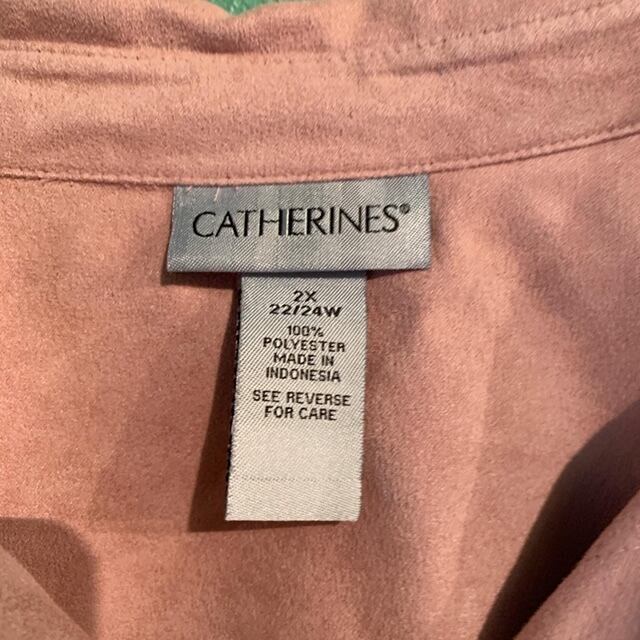 CATHERINES®
2X
22/24W
100%
POLYESTER
MADE IN
INDONESIA
SEE REVERSE
FOR CARE